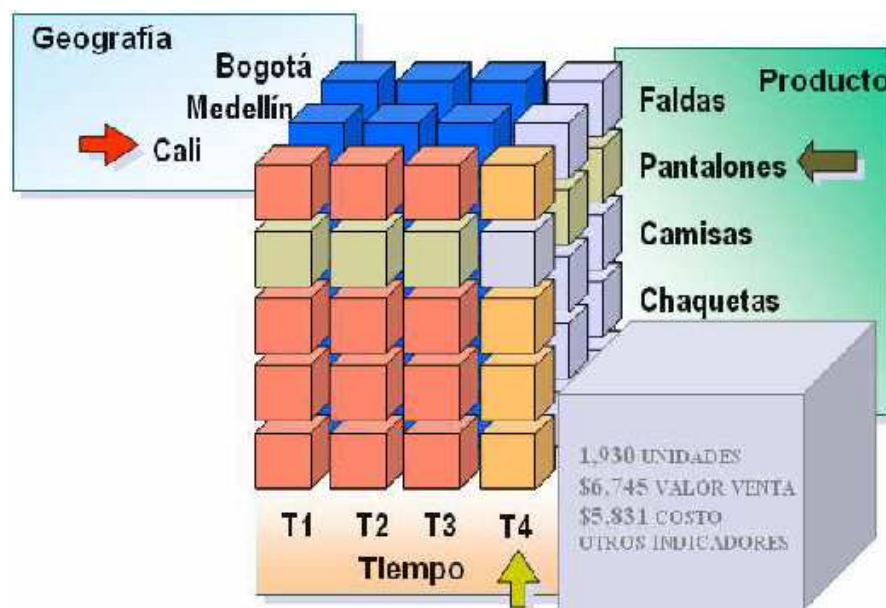 Geografía
Bogotá
Medellín
Cali
Producto
Faldas
Pantalones
Camisas
Chaquetas
1,930 UNIDADES
$6,745 VALOR VENTA
$5,831 COSTO
OTROS INDICADORES
T1 T2 T3 T4
Tiempo